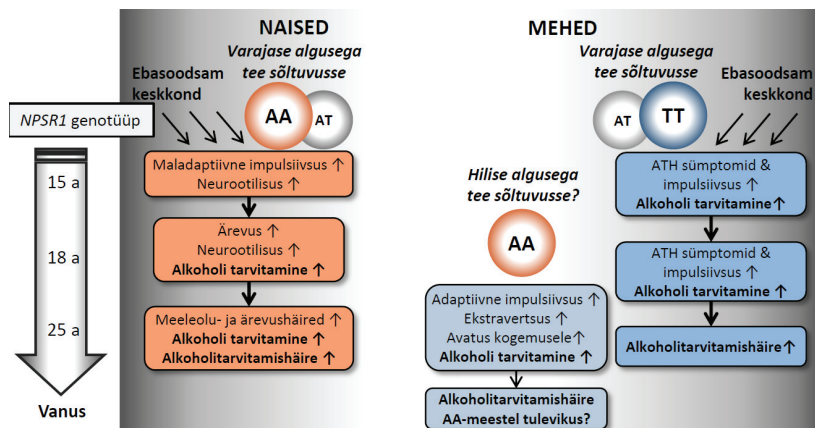 NAISED
Varajase algusega
tee sõltuvusse
Ebasoodsam
keskkond
NPSR1 genotüüp
AA
AT
Maladaptiivne impulsiivsus ↑
Neurootilisus ↑
15 a
Ärevus ↑
Neurootilisus ↑
Alkoholi tarvitamine ↑
18 a
Meeleolu- ja ärevushäired ↑
Alkoholi tarvitamine ↑
Alkoholitarvitamishäire ↑
25 a
Vanus
MEHED
Varajase algusega
tee sõltuvusse
Ebasoodsam
keskkond
AT
TT
ATH sümptomid &
impulsiivsus ↑
Alkoholi tarvitamine ↑
ATH sümptomid &
impulsiivsus ↑
Alkoholi tarvitamine ↑
Alkoholitarvitamishäire ↑
Hilise algusega
tee sõltuvusse?
AA
Adaptiivne impulsiivsus ↑
Ekstravertsus ↑
Avatus kogemusele ↑
Alkoholi tarvitamine ↑
Alkoholitarvitamishäire
AA-meestel tulevikus?